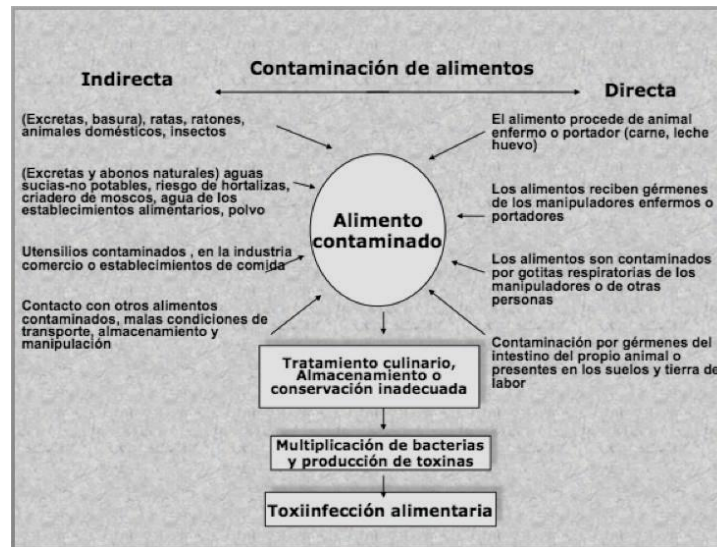 Contaminación de alimentos
Indirecta
Directa
(Excretas, basura), ratas, ratones,
animales domésticos, insectos
(Excretas y abonos naturales) aguas
sucias-no potables, riesgo de hortalizas,
criadero de moscos, agua de los
establecimientos alimentarios, polvo
Utensilios contaminados , en la industria
comercio o establecimientos de comida
Contacto con otros alimentos
contaminados, malas condiciones de
transporte, almacenamiento y
manipulación
Alimento
contaminado
El alimento procede de animal
enfermo o portador (carne, leche
huevo)
Los alimentos reciben gérmenes
de los manipuladores enfermos o
portadores
Los alimentos son contaminados
por gotitas respiratorias de los
manipuladores o de otras
personas
Contaminación por gérmenes del
intestino del propio animal o
presentes en los suelos y tierra de
labor
Tratamiento culinario,
Almacenamiento o
conservación inadecuada
Multiplicación de bacterias
y producción de toxinas
Toxiinfección alimentaria